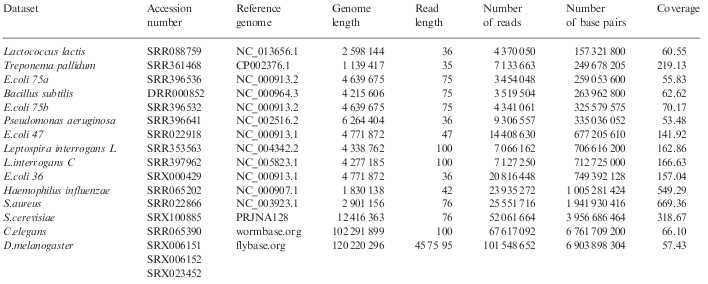 Dataset Accession number Reference genome Genome length Read length Number of reads Number of base pairs Coverage
Lactococcus lactis SRR088759 NC_013656.1 2 598 144 36 4 370 050 157 321 800 60.55
Treponema pallidum SRR361468 CP002376.1 1 139 417 35 7 133 663 249 678 205 219.13
E.coli 75a SRR396536 NC_000913.2 4 639 675 75 3 454 048 259 053 600 55.83
Bacillus subtilis DRR000852 NC_000964.3 4 215 606 75 3 519 504 263 962 800 62.62
E.coli 75b SRR396532 NC_000913.2 4 639 675 75 4 341 061 325 579 575 70.17
Pseudomonas aeruginosa SRR396641 NC_002516.2 6 264 404 36 9 306 557 335 036 052 53.48
E.coli 47 SRR022918 NC_000913.1 4 771 872 47 14 408 630 677 205 610 141.92
Leptospira interrogans L SRR353563 NC_004342.2 4 338 762 100 7 066 162 706 616 200 162.86
L.interrogans C SRR397962 NC_005823.1 4 277 185 100 7 127 250 712 725 000 166.63
E.coli 36 SRX000429 NC_000913.1 4 771 872 36 20 816 448 749 392 128 157.04
Haemophilus influenzae SRR065202 NC_000907.1 1 830 138 42 23 935 272 1 005 281 424 549.29
S.aureus SRR022866 NC_003923.1 2 901 156 76 25 551 716 1 941 930 416 669.36
S.cerevisiae SRX100885 PRJNA128 12 416 363 76 52 061 664 3 956 686 464 318.67
C.elegans SRR065390 wormbase.org 102 291 899 100 67 617 092 6 761 709 200 66.10
D.melanogaster SRX006151 flybase.org 120 220 296 45 75 95 101 548 652 6 903 898 304 57.43
SRX006152
SRX023452